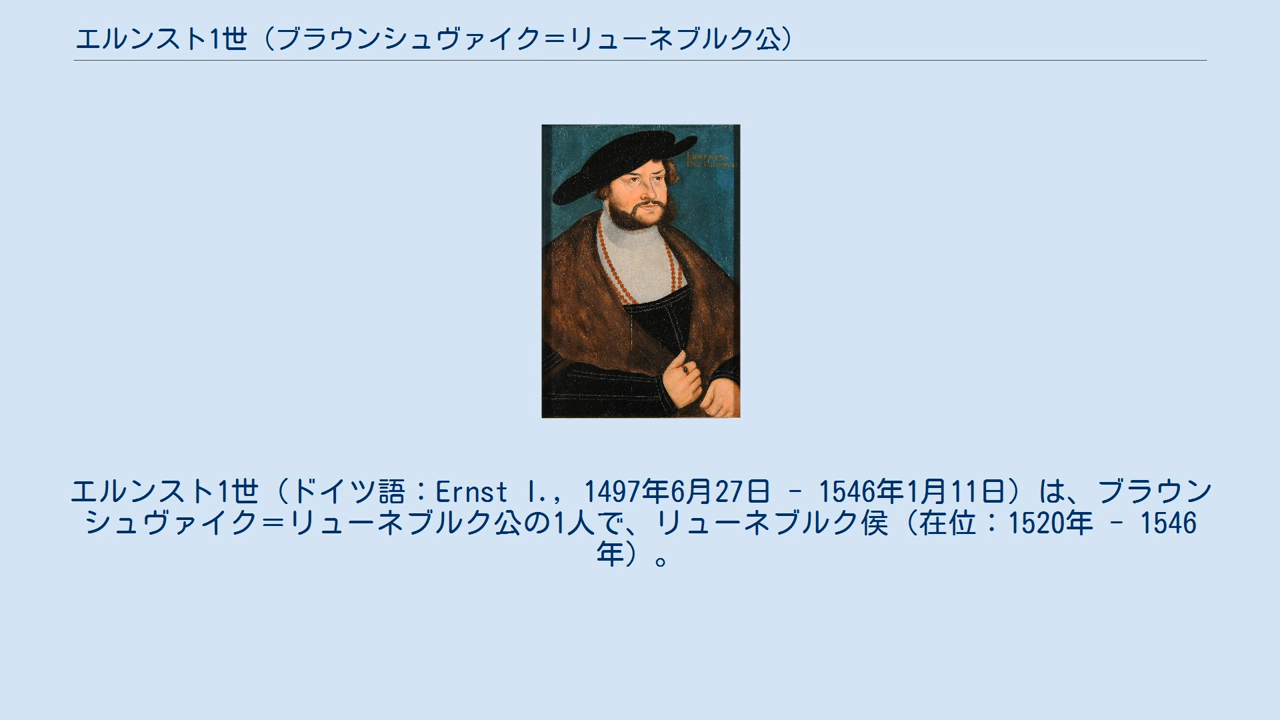 エルンスト1世（ブラウンシュヴァイク＝リューネブルク公）
エルンスト1世（ドイツ語：Ernst I., 1497年6月27日 - 1546年1月11日）は、ブラウン
シュヴァイク＝リューネブルク公の1人で、リューネブルク侯（在位：1520年 - 1546
年）。